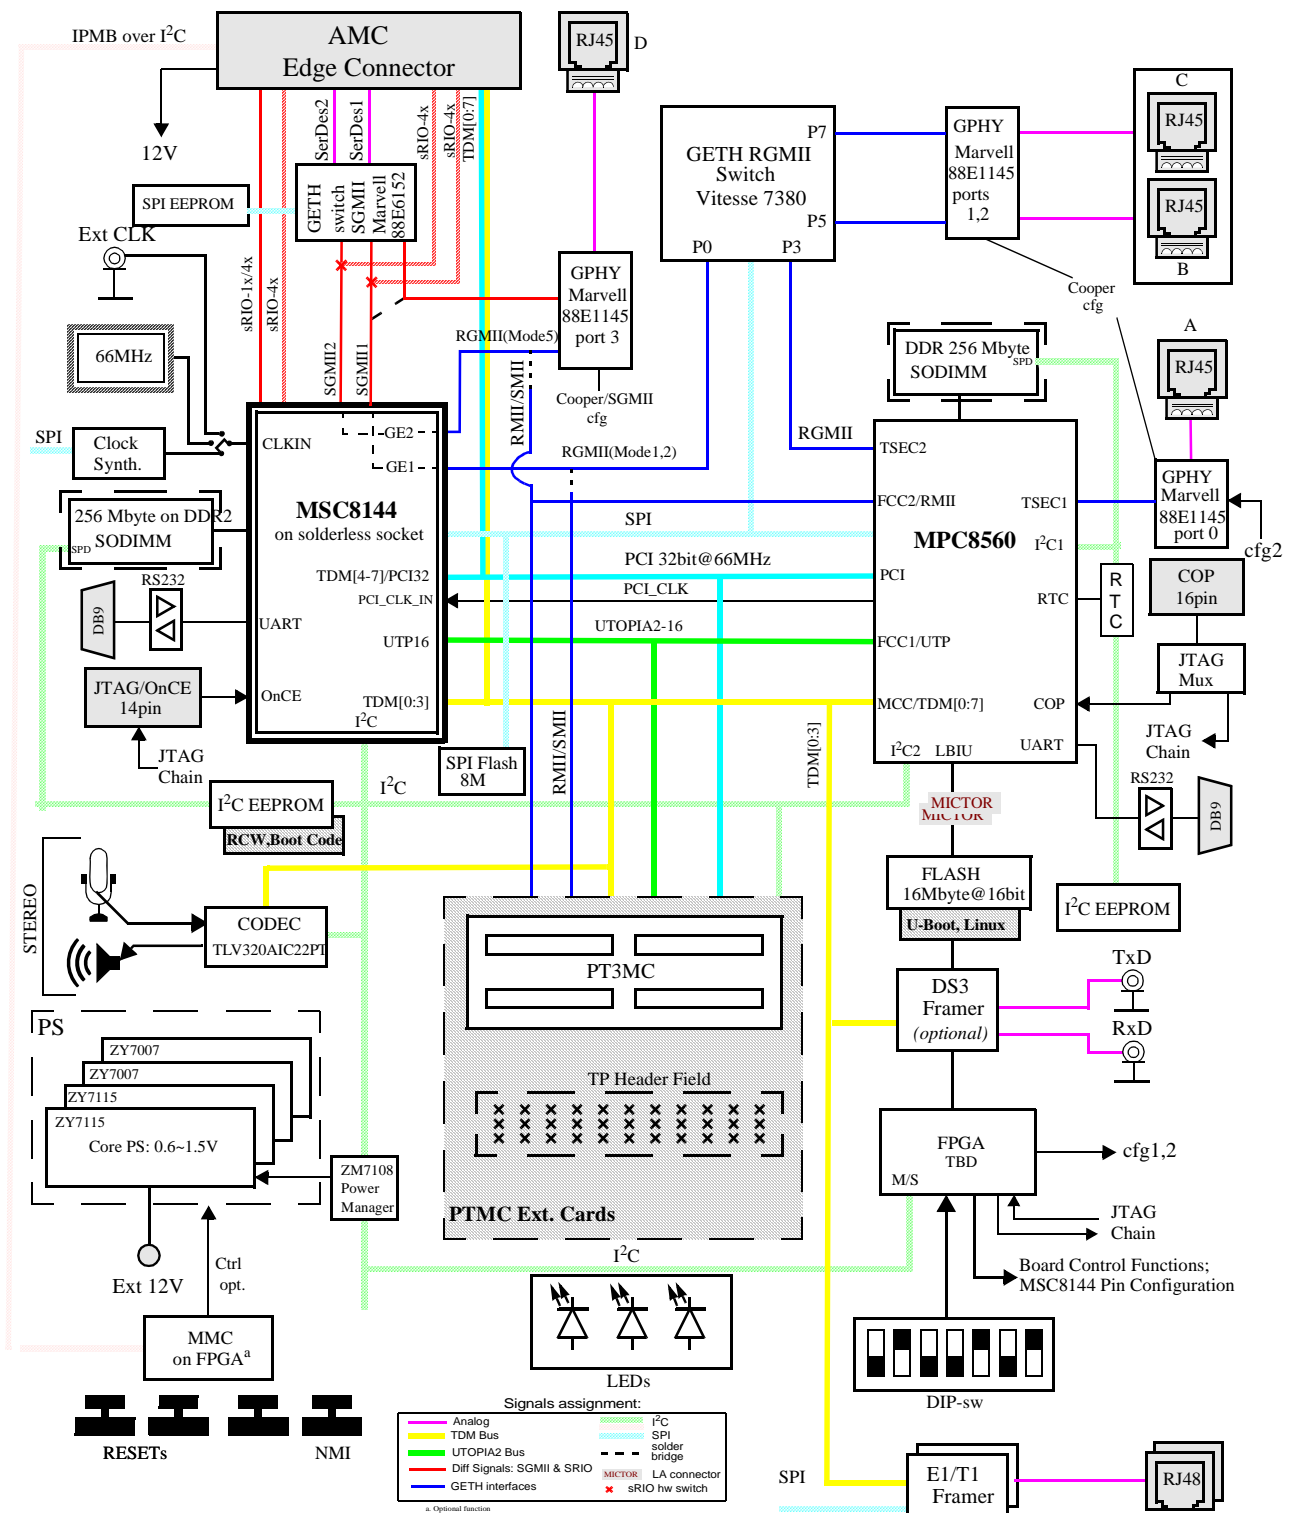 IPMB over I2C
AMC
Edge Connector
RJ45
D
12V
SerDes2
SerDes1
sRIO-4x
sRIO-4x
TDM[0:7]
SPI EEPROM
GETH
switch
SGMII
Marvell
88E6152
Ext CLK
66MHz
sRIO-1x/4x
sRIO-4x
SGMII2
SGMII1
GPHY
Marvell
88E1145
port 3
Cooper/SGMII
cfg
RGMII(Mode5)
RMII/SMII
RGMII(Mode1,2)
GETH RGMII
Switch
Vitesse 7380
P7
P5
P0
P3
GPHY
Marvell
88E1145
ports
1,2
C
RJ45
RJ45
B
Cooper
cfg
A
RJ45
DDR 256 Mbyte
SPD
SODIMM
RGMII
SPI
Clock
Synth.
256 Mbyte on DDR2
SODIMM
SPD
RS232
DB9
JTAG/OnCE
14pin
JTAG
Chain
CLKIN
GE2
GE1
MSC8144
on solderless socket
TDM[4-7]/PCI32
PCI_CLK_IN
UART
UTP16
OnCE
TDM[0:3]
I2C
SPI
PCI 32bit@66MHz
PCI_CLK
UTOPIA2-16
TSEC2
FCC2/RMII
TSEC1
MPC8560
I2C1
PCI
RTC
FCC1/UTP
MCC/TDM[0:7]
COP
UART
I2C2
LBIU
GPHY
Marvell
88E1145
port 0
cfg2
COP
16pin
R
T
C
JTAG
Mux
JTAG
Chain
RS232
DB9
SPI Flash
8M
RMII/SMII
TDM[0:3]
I2C
I2C EEPROM
RCW,Boot Code
MICTOR
MICTOR
FLASH
16Mbyte@16bit
U-Boot, Linux
I2C EEPROM
STEREO
CODEC
TLV320AIC22PT
PT3MC
DS3
Framer
(optional)
TxD
RxD
PS
ZY7007
ZY7007
ZY7115
ZY7115
Core PS: 0.6~1.5V
ZM7108
Power
Manager
TP Header Field
PTMC Ext. Cards
FPGA
TBD
M/S
cfg1,2
JTAG
Chain
Board Control Functions;
MSC8144 Pin Configuration
Ext 12V
Ctrl
opt.
I2C
MMC
on FPGAa
LEDs
DIP-sw
RESETs
NMI
Signals assignment:
Analog
TDM Bus
UTOPIA2 Bus
Diff Signals: SGMII & SRIO
GETH interfaces
I2C
SPI
solder
bridge
MICTOR
LA connector
sRIO hw switch
a. Optional function
SPI
E1/T1
Framer
RJ48